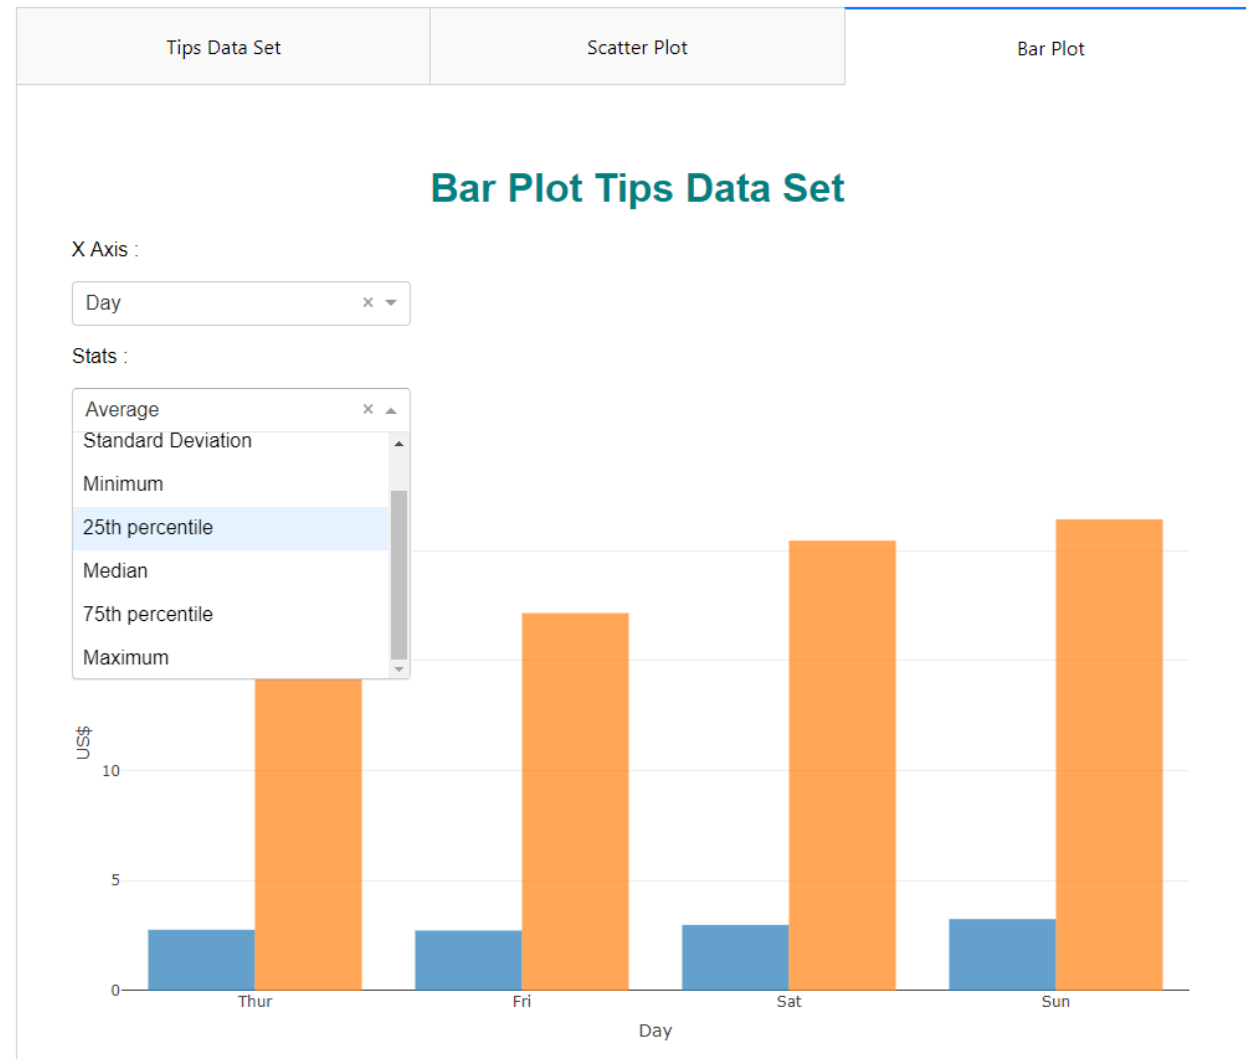 Tips Data Set
Scatter Plot
Bar Plot
Bar Plot Tips Data Set
X Axis :
Day
×
Stats :
Average
×
Standard Deviation
Minimum
25th percentile
Median
75th percentile
Maximum
US$
10
5
0
Thur
Fri
Sat
Sun
Day